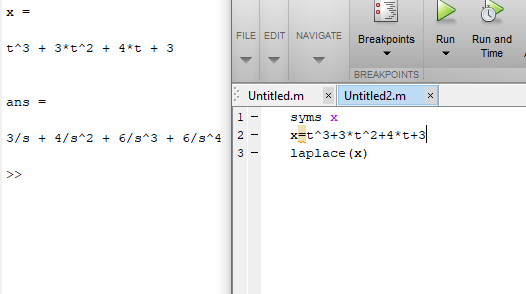 x =
t^3 + 3*t^2 + 4*t + 3
ans =
3/s + 4/s^2 + 6/s^3 + 6/s^4
>>
FILE EDIT NAVIGATE Breakpoints Run Run and
Time
BREAKPOINTS
Untitled.m × Untitled2.m ×
1 – syms x
2 – x=t^3+3*t^2+4*t+3
3 – laplace(x)